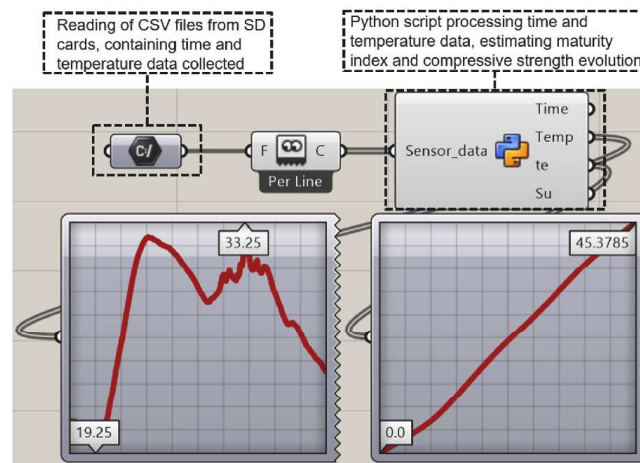 Reading of CSV files from SD
cards, containing time and
temperature data collected
Python script processing time and
temperature data, estimating maturity
index and compressive strength evolution
C:/
F C
Per Line
Sensor_data
Time
Temp
te
Su
33.25
19.25
45.3785
0.0